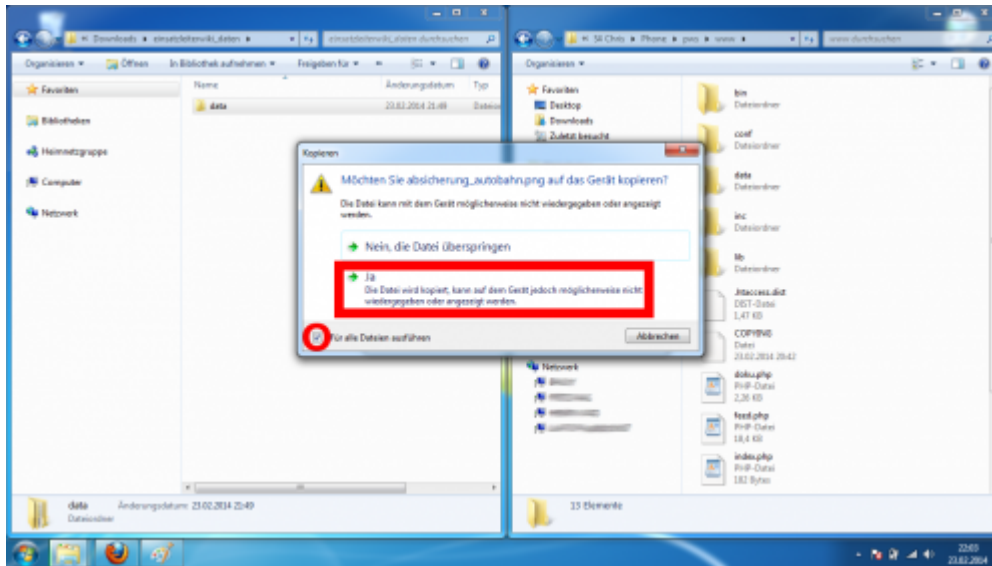 Downloads ▸ einsatzleiterwiki_daten ▸
einsatzleiterwiki_daten durchsuchen
Organisieren
Öffnen
In Bibliothek aufnehmen
Freigeben für
»
Name
Änderungsdatum
Typ
Favoriten
Bibliotheken
Heimnetzgruppe
Computer
Netzwerk
data
23.02.2014 21:49
data
Änderungsdatum: 23.02.2014 21:49
Dateiordner
Phone ▸ pws ▸ www ▸
www durchsuchen
Organisieren
Favoriten
Desktop
Downloads
Zuletzt besucht
Netzwerk
bin
Dateiordner
conf
Dateiordner
data
Dateiordner
inc
Dateiordner
lib
Dateiordner
.htaccess.dist
DIST-Datei
1,47 KB
COPYING
Datei
23.02.2014 20:42
doku.php
PHP-Datei
2,26 KB
feed.php
PHP-Datei
18,4 KB
index.php
PHP-Datei
182 Bytes
13 Elemente
Kopieren
Möchten Sie absicherung_autobahn.png auf das Gerät kopieren?
Die Datei kann mit dem Gerät möglicherweise nicht wiedergegeben oder angezeigt
werden.
Nein, die Datei überspringen
Ja
Die Datei wird kopiert, kann auf dem Gerät jedoch möglicherweise nicht
wiedergegeben oder angezeigt werden.
Für alle Dateien ausführen
Abbrechen
22:03
23.02.2014